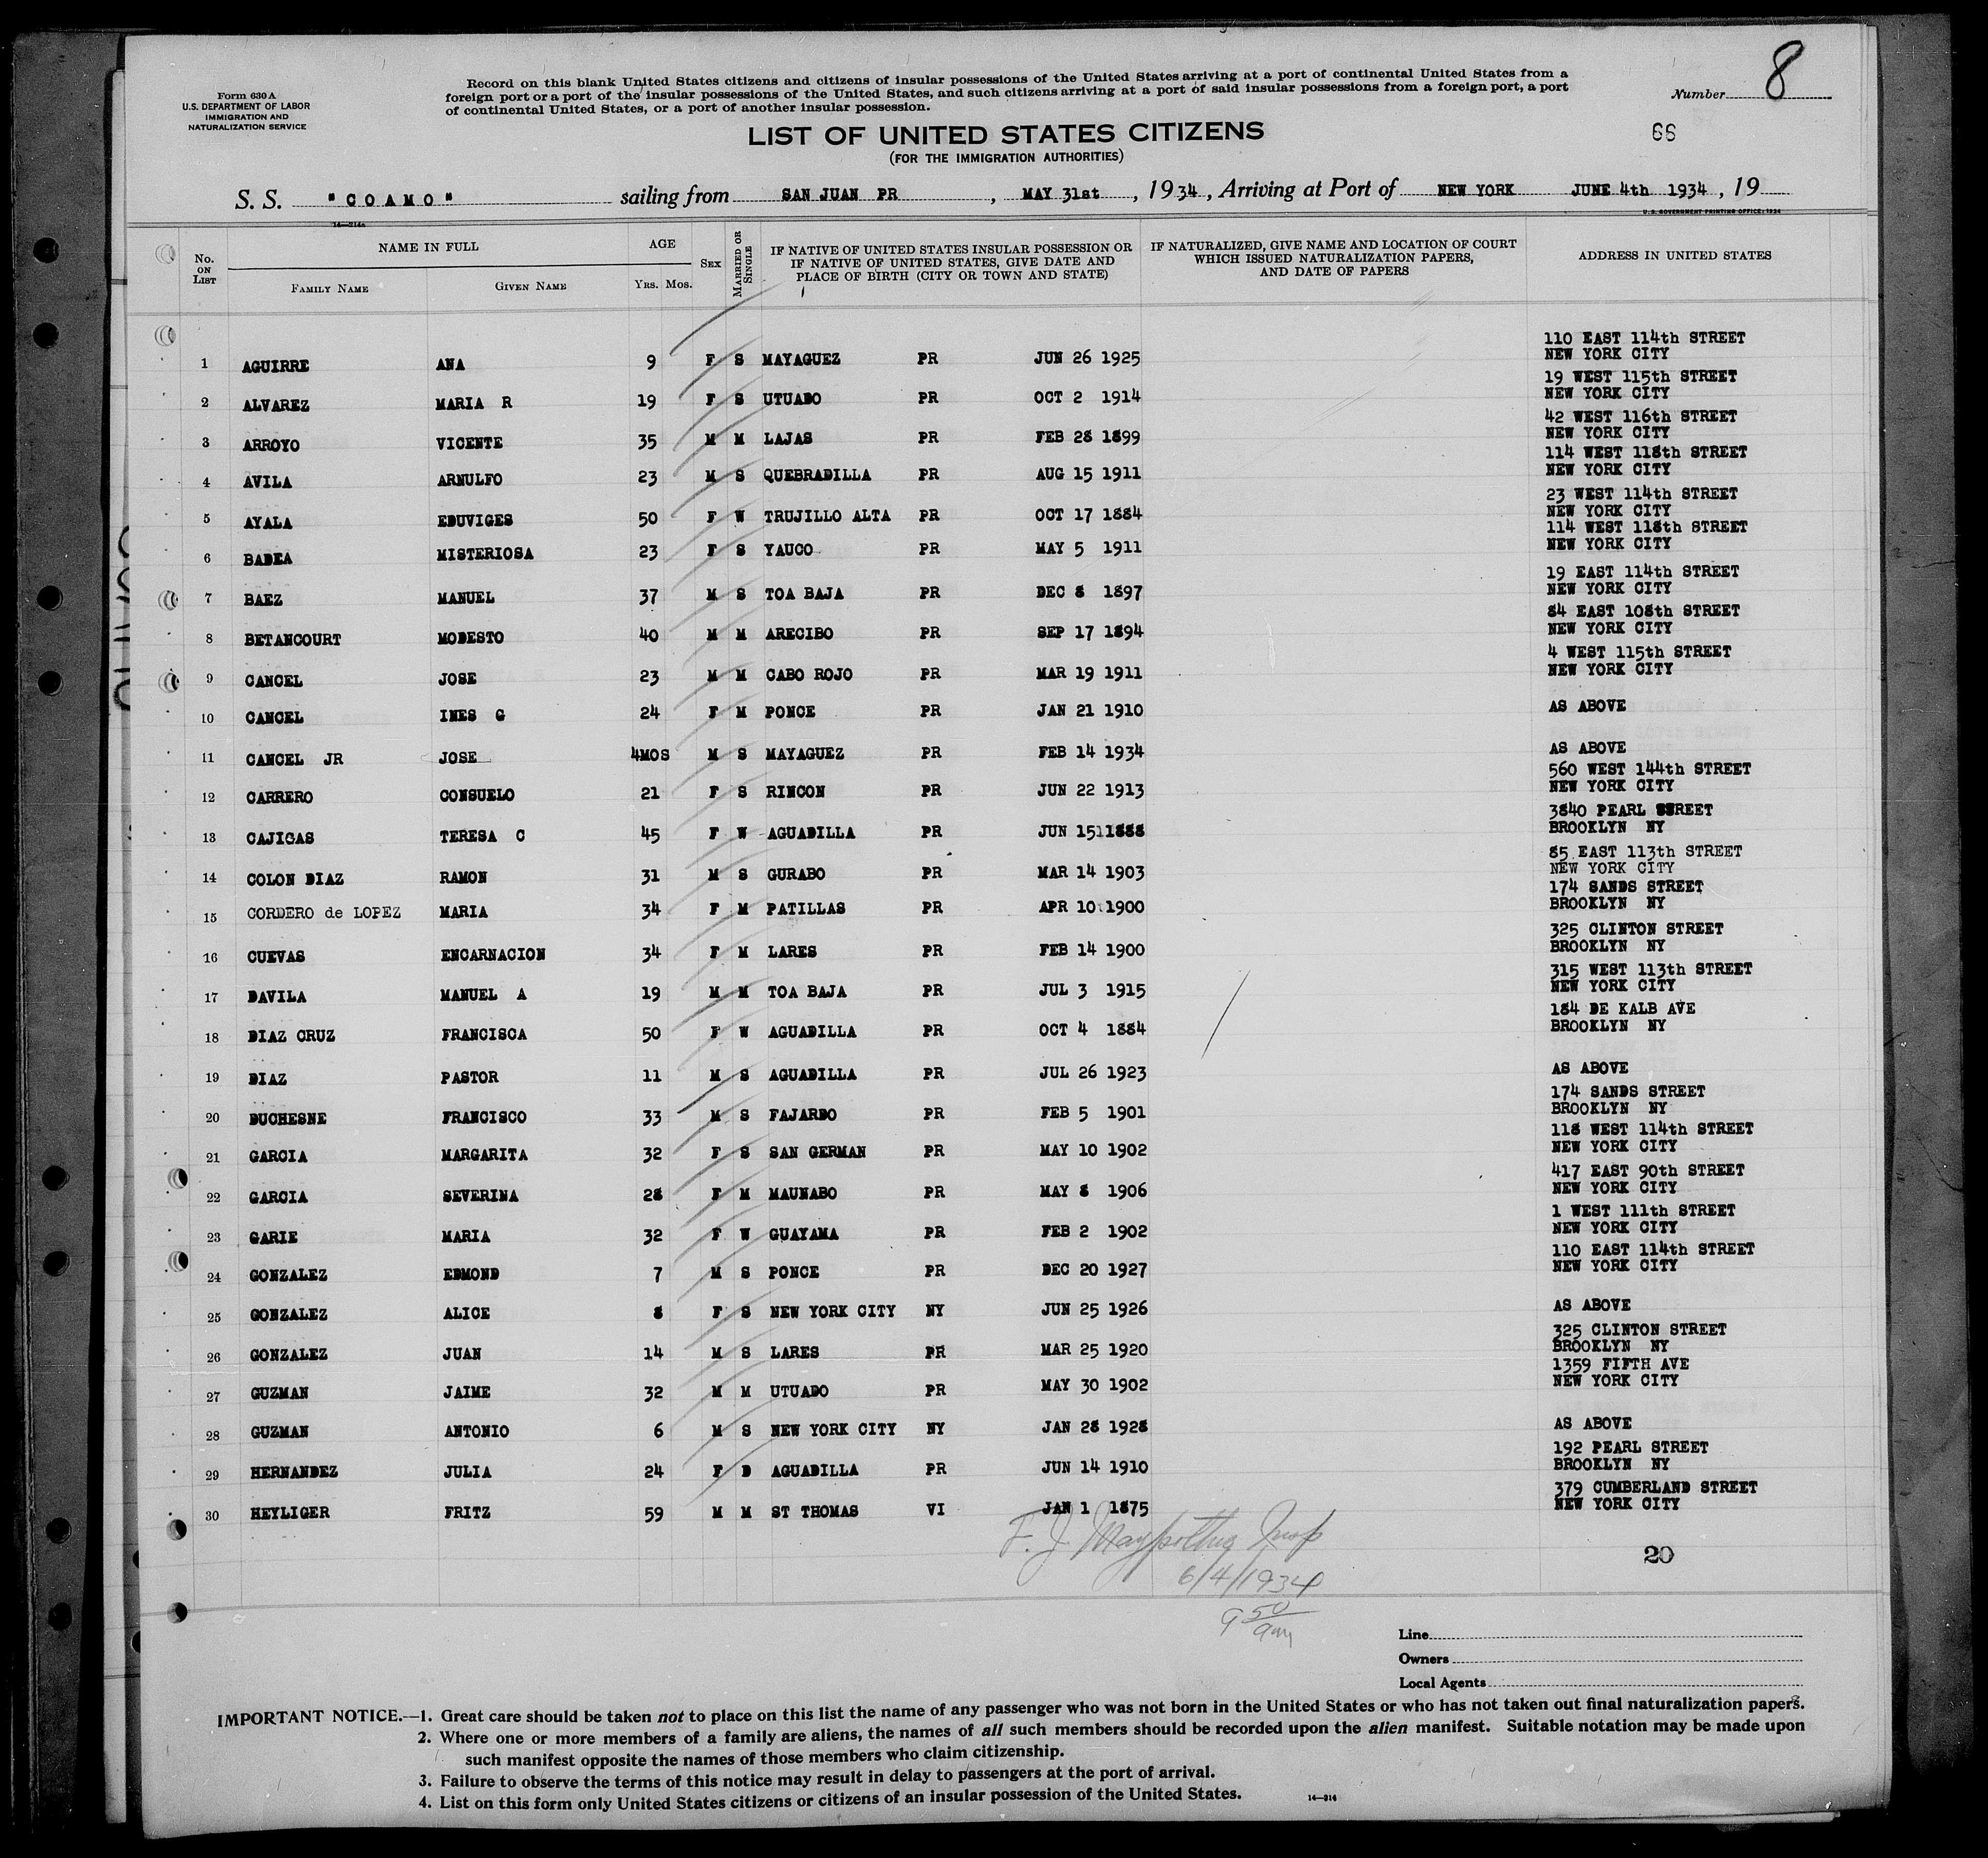 Form 630 A
U.S. DEPARTMENT OF LABOR
IMMIGRATION AND
NATURALIZATION SERVICE
Record on this blank United States citizens and citizens of insular possessions of the United States arriving at a port of continental United States from a
foreign port or a port of the insular possessions of the United States, and such citizens arriving at a port of said insular possessions from a foreign port, a port
of continental United States, or a port of another insular possession.
Number 8
66
LIST OF UNITED STATES CITIZENS
(FOR THE IMMIGRATION AUTHORITIES)
S. S. "COAMO" sailing from SAN JUAN PR, MAY 31st, 1934, Arriving at Port of NEW YORK JUNE 4th 1934, 19
U. S. GOVERNMENT PRINTING OFFICE: 1934
14—314a
No. ON LIST
NAME IN FULL
FAMILY NAME GIVEN NAME
AGE
YRS. MOS.
SEX
MARRIED OR SINGLE
IF NATIVE OF UNITED STATES INSULAR POSSESSION OR
IF NATIVE OF UNITED STATES, GIVE DATE AND
PLACE OF BIRTH (CITY OR TOWN AND STATE)
IF NATURALIZED, GIVE NAME AND LOCATION OF COURT
WHICH ISSUED NATURALIZATION PAPERS,
AND DATE OF PAPERS
ADDRESS IN UNITED STATES
1 AGUIRRE ANA 9 F S MAYAGUEZ PR JUN 26 1925 110 EAST 114th STREET NEW YORK CITY
2 ALVAREZ MARIA R 19 F S UTUADO PR OCT 2 1914 19 WEST 115th STREET NEW YORK CITY
3 ARROYO VICENTE 35 M M LAJAS PR FEB 28 1899 42 WEST 116th STREET NEW YORK CITY
4 AVILA ARNULFO 23 M S QUEBRADILLA PR AUG 15 1911 114 WEST 118th STREET NEW YORK CITY
5 AYALA EDUVIGES 50 F W TRUJILLO ALTA PR OCT 17 1884 23 WEST 114th STREET NEW YORK CITY
6 BADEA MISTERIOSA 23 F S YAUCO PR MAY 5 1911 114 WEST 118th STREET NEW YORK CITY
7 BAEZ MANUEL 37 M S TOA BAJA PR DEC 8 1897 19 EAST 114th STREET NEW YORK CITY
8 BETANCOURT MODESTO 40 M M ARECIBO PR SEP 17 1894 84 EAST 108th STREET NEW YORK CITY
9 CANCEL JOSE 23 M M CABO ROJO PR MAR 19 1911 4 WEST 115th STREET NEW YORK CITY
10 CANCEL INES G 24 F M PONCE PR JAN 21 1910 AS ABOVE
11 CANCEL JR JOSE 4MOS M S MAYAGUEZ PR FEB 14 1934 AS ABOVE
12 CARRERO CONSUELO 21 F S RINCON PR JUN 22 1913 560 WEST 144th STREET NEW YORK CITY
13 CAJIGAS TERESA C 45 F W AGUADILLA PR JUN 15 1888 3840 PEARL STREET BROOKLYN NY
14 COLON DIAZ RAMON 31 M S GURABO PR MAR 14 1903 85 EAST 113th STREET NEW YORK CITY
15 CORDERO de LOPEZ MARIA 34 F M PATILLAS PR APR 10 1900 174 SANDS STREET BROOKLYN NY
16 CUEVAS ENCARNACION 34 F M LARES PR FEB 14 1900 325 CLINTON STREET BROOKLYN NY
17 DAVILA MANUEL A 19 M M TOA BAJA PR JUL 3 1915 315 WEST 113th STREET NEW YORK CITY
18 DIAZ CRUZ FRANCISCA 50 F W AGUADILLA PR OCT 4 1884 184 DE KALB AVE BROOKLYN NY
19 DIAZ PASTOR 11 M S AGUADILLA PR JUL 26 1923 AS ABOVE
20 DUCHESNE FRANCISCO 33 M S FAJARDO PR FEB 5 1901 174 SANDS STREET BROOKLYN NY
21 GARCIA MARGARITA 32 F S SAN GERMAN PR MAY 10 1902 118 WEST 114th STREET NEW YORK CITY
22 GARCIA SEVERINA 28 F M MAUNABO PR MAY 8 1906 417 EAST 90th STREET NEW YORK CITY
23 GARIE MARIA 32 F W GUAYAMA PR FEB 2 1902 1 WEST 111th STREET NEW YORK CITY
24 GONZALEZ EDMOND 7 M S PONCE PR DEC 20 1927 110 EAST 114th STREET NEW YORK CITY
25 GONZALEZ ALICE 8 F S NEW YORK CITY NY JUN 25 1926 AS ABOVE
26 GONZALEZ JUAN 14 M S LARES PR MAR 25 1920 325 CLINTON STREET BROOKLYN NY
27 GUZMAN JAIME 32 M M UTUADO PR MAY 30 1902 1359 FIFTH AVE NEW YORK CITY
28 GUZMAN ANTONIO 6 M S NEW YORK CITY NY JAN 28 1928 AS ABOVE
29 HERNANDEZ JULIA 24 F D AGUADILLA PR JUN 14 1910 192 PEARL STREET BROOKLYN NY
30 HEYLIGER FRITZ 59 M M ST THOMAS VI JAN 1 1875 379 CUMBERLAND STREET NEW YORK CITY
F. J. Insp
6/4/1934
9 50 am
20
Line
Owners
Local Agents
IMPORTANT NOTICE.—1. Great care should be taken not to place on this list the name of any passenger who was not born in the United States or who has not taken out final naturalization papers.
2. Where one or more members of a family are aliens, the names of all such members should be recorded upon the alien manifest. Suitable notation may be made upon
such manifest opposite the names of those members who claim citizenship.
3. Failure to observe the terms of this notice may result in delay to passengers at the port of arrival.
4. List on this form only United States citizens or citizens of an insular possession of the United States.
14—314